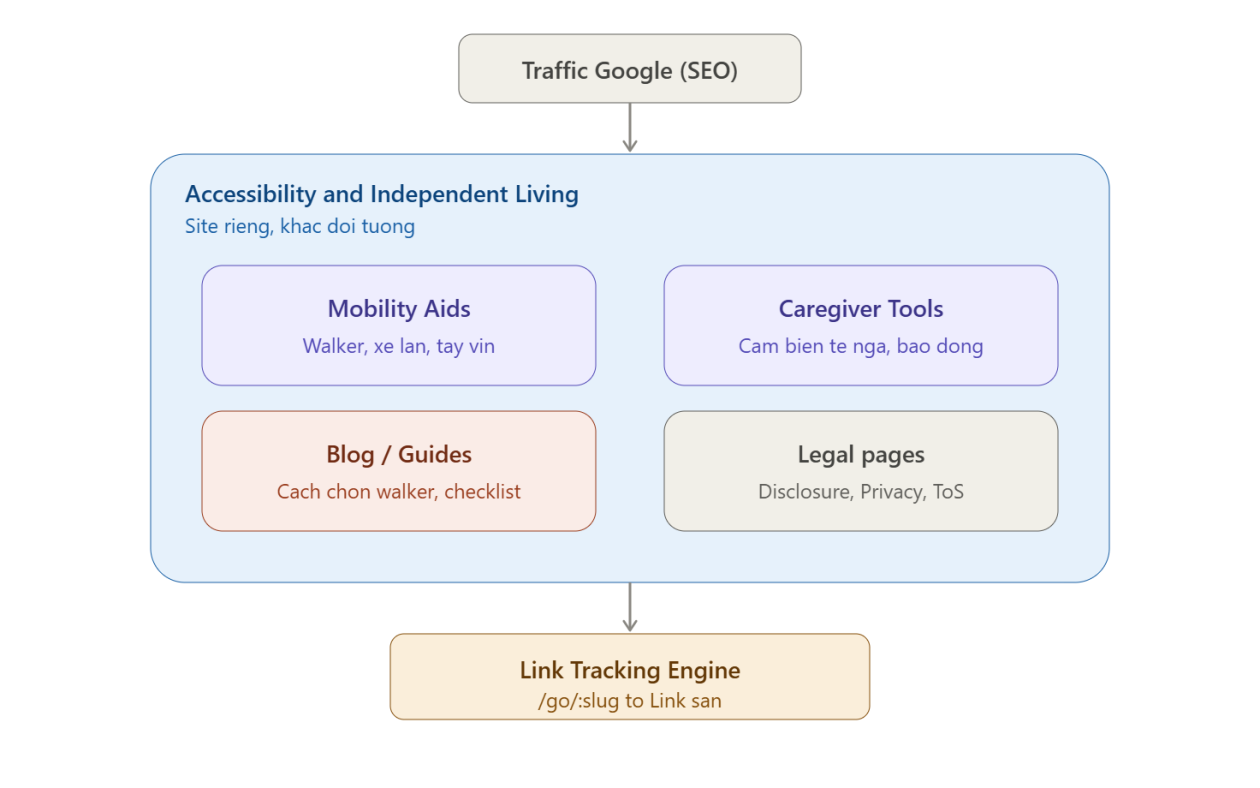 Traffic Google (SEO)
Accessibility and Independent Living
Site rieng, khac doi tuong
Mobility Aids
Walker, xe lan, tay vin
Caregiver Tools
Cam bien te nga, bao dong
Blog / Guides
Cach chon walker, checklist
Legal pages
Disclosure, Privacy, ToS
Link Tracking Engine
/go/:slug to Link san